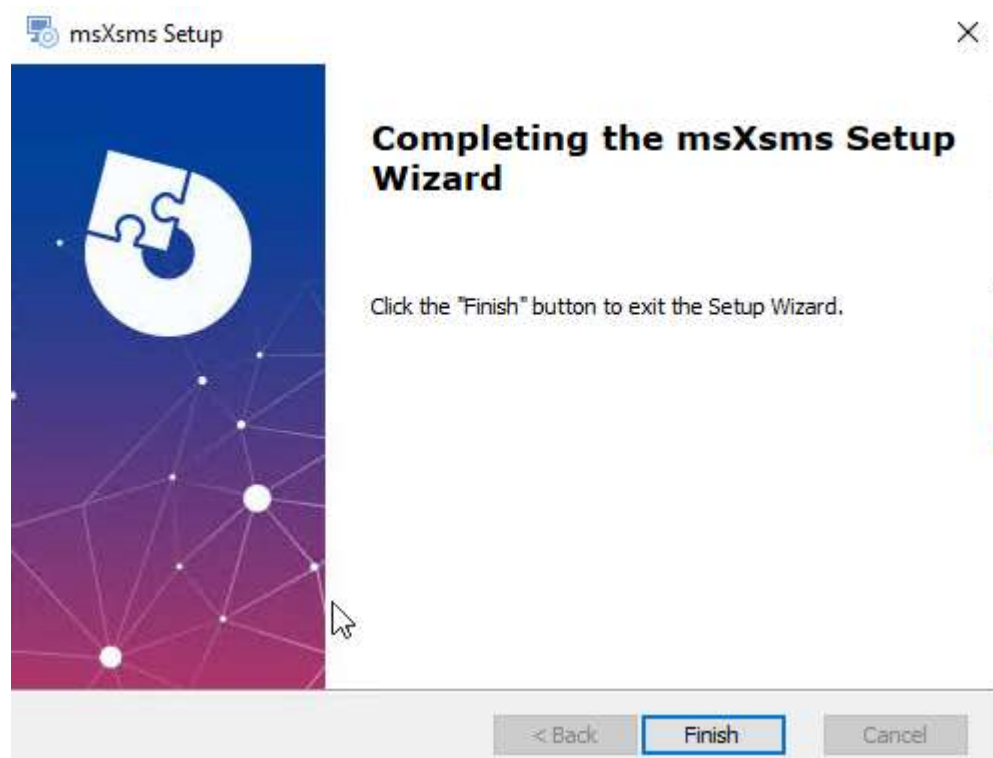 msXsms Setup
Completing the msXsms Setup
Wizard
Click the "Finish" button to exit the Setup Wizard.
< Back
Finish
Cancel